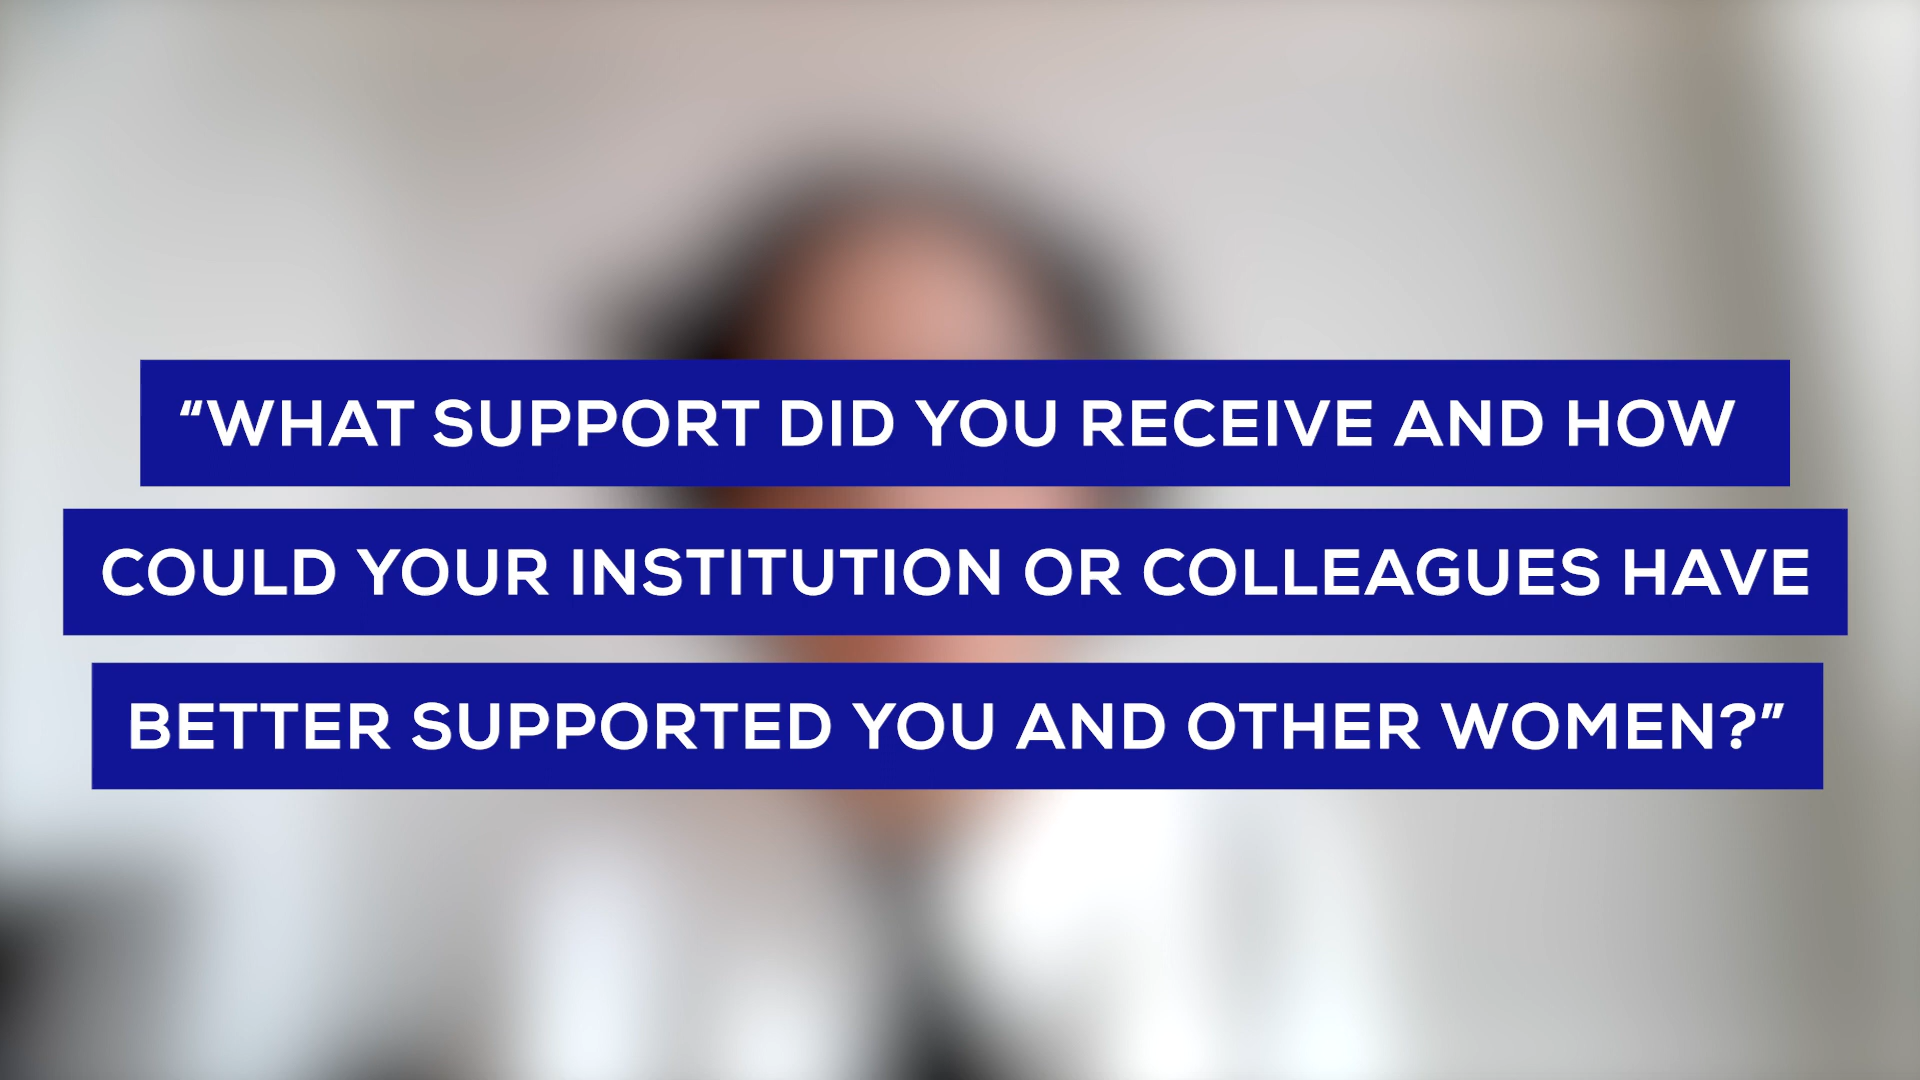 “WHAT SUPPORT DID YOU RECEIVE AND HOW
COULD YOUR INSTITUTION OR COLLEAGUES HAVE
BETTER SUPPORTED YOU AND OTHER WOMEN?”